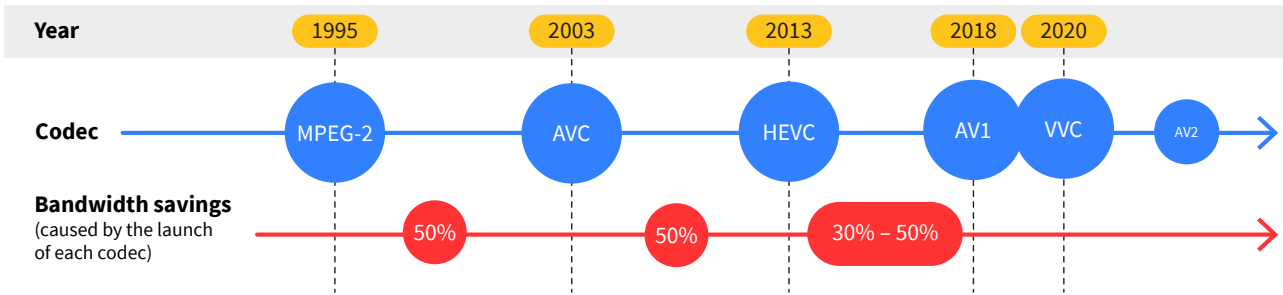 Year 1995 2003 2013 2018 2020
Codec MPEG-2 AVC HEVC AV1 VVC AV2
Bandwidth savings
(caused by the launch
of each codec)
50% 50% 30% – 50%